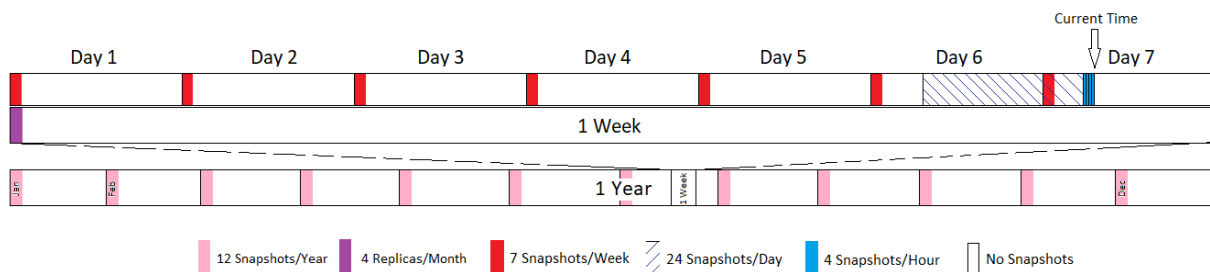 Current Time
Day 1 Day 2 Day 3 Day 4 Day 5 Day 6 Day 7
1 Week
Jan Feb 1 Year 1 Week Dec
12 Snapshots/Year 4 Replicas/Month 7 Snapshots/Week 24 Snapshots/Day 4 Snapshots/Hour No Snapshots